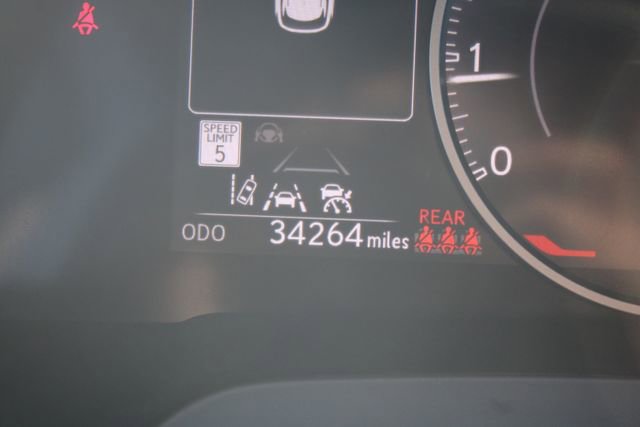 1
SPEED
LIMIT
5
0
REAR
ODO 34264 miles